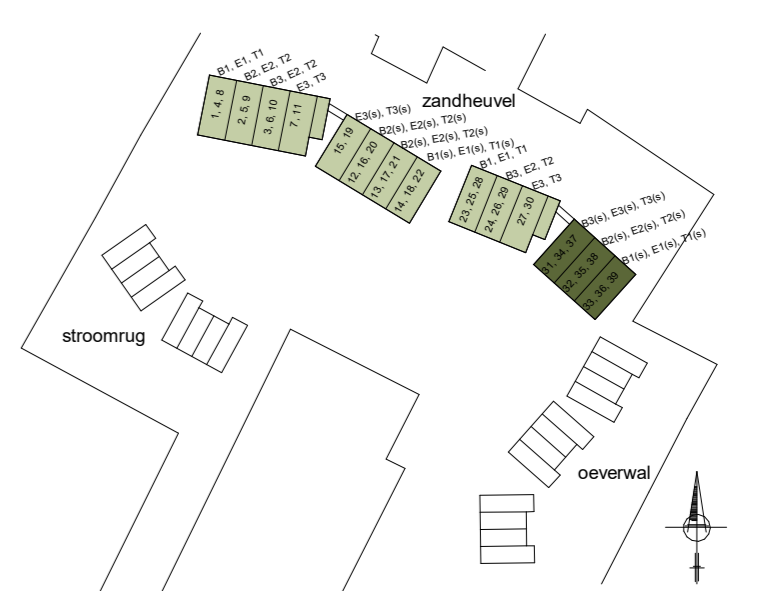 B1, E1, T1
B2, E2, T2
B3, E2, T2
E3, T3
1, 4, 8
2, 5, 9
3, 6, 10
7, 11
zandheuvel
E3(s), T3(s)
B2(s), E2(s), T2(s)
B2(s), E2(s), T2(s)
B1(s), E1(s), T1(s)
15, 19
12, 16, 20
13, 17, 21
14, 18, 22
B1, E1, T1
B3, E2, T2
E3, T3
23, 25, 28
24, 26, 29
27, 30
B3(s), E3(s), T3(s)
B2(s), E2(s), T2(s)
B1(s), E1(s), T1(s)
31, 34, 37
32, 35, 38
33, 36, 39
stroomrug
oeverwal